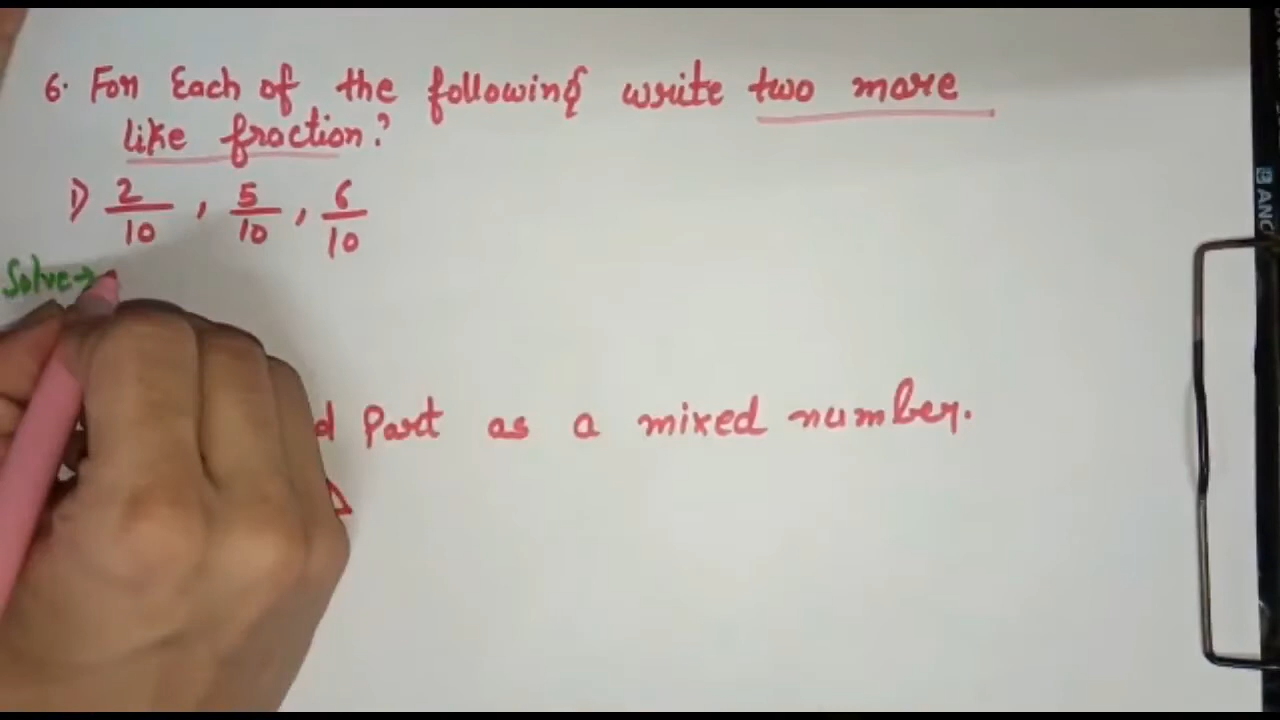 6. For Each of the following write two more
like fraction?
1) 2/10 , 5/10 , 6/10
Solve→
Part as a mixed number.